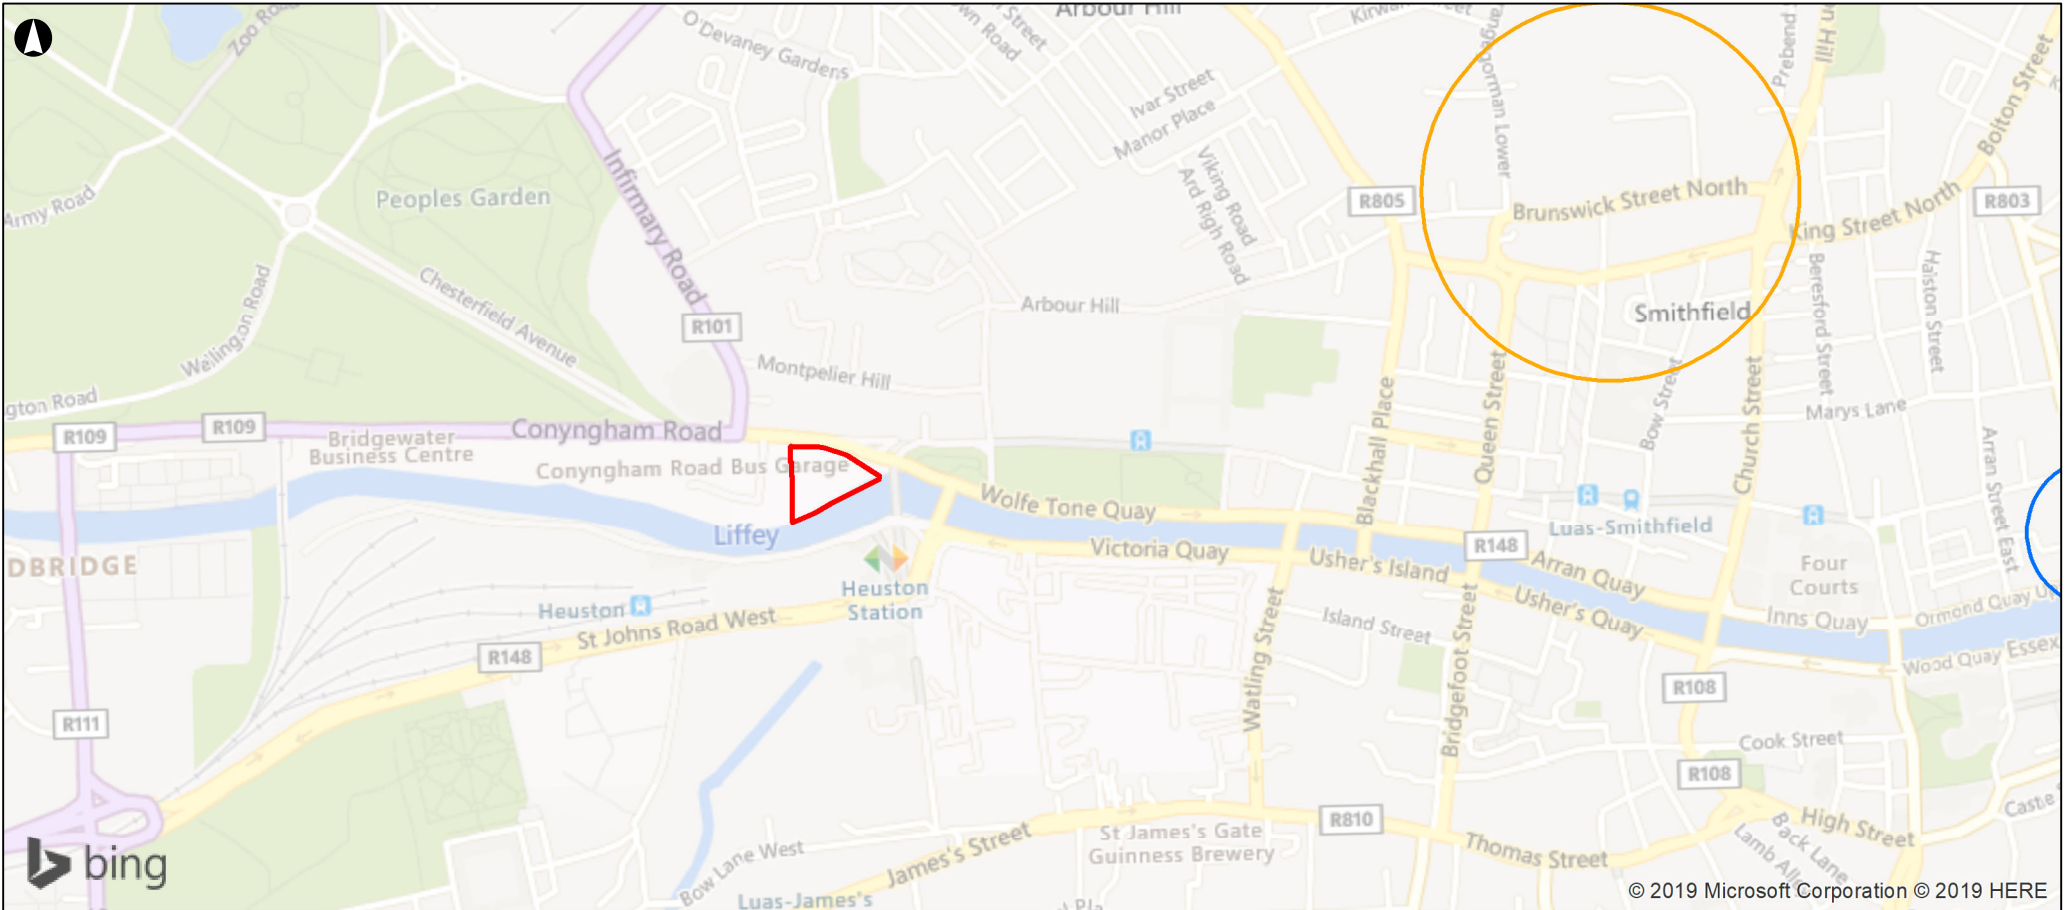 Zoo Road
O'Devaney Gardens
Arbour Hill
Ivar Street
Manor Place
Viking Road
Ard Righ Road
Prebend
Bolton Street
Army Road
Peoples Garden
Infirmary Road
R805
Brunswick Street North
R803
King Street North
Wellington Road
Chesterfield Avenue
R101
Arbour Hill
Smithfield
Beresford Street
Halston Street
Montpelier Hill
Blackhall Place
Queen Street
Bow Street
Church Street
Marys Lane
gton Road
R109
R109
Conyngham Road
Bridgewater
Business Centre
Conyngham Road Bus Garage
Wolfe Tone Quay
Luas-Smithfield
Arran Street East
Liffey
Victoria Quay
Usher's Island
R148
Arran Quay
Four
Courts
DBRIDGE
Heuston
Heuston
Station
Usher's Quay
Inns Quay
Ormond Quay U
St Johns Road West
Island Street
R148
Watling Street
Bridgefoot Street
Wood Quay
Essex
R108
R111
Cook Street
R108
bing
Bow Lane West
James's Street
St James's Gate
Guinness Brewery
R810
Thomas Street
High Street
Back Lane
Castle
Luas-James's
© 2019 Microsoft Corporation © 2019 HERE